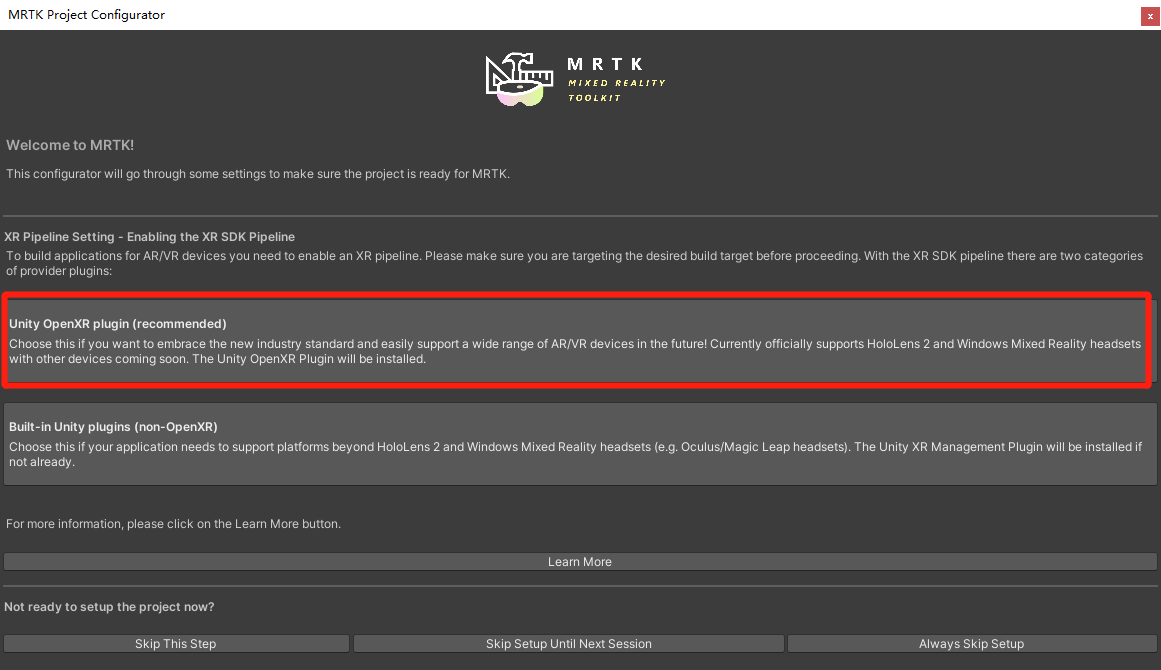 MRTK Project Configurator
x
MRTK
MIXED REALITY
TOOLKIT
Welcome to MRTK!
This configurator will go through some settings to make sure the project is ready for MRTK.
XR Pipeline Setting - Enabling the XR SDK Pipeline
To build applications for AR/VR devices you need to enable an XR pipeline. Please make sure you are targeting the desired build target before proceeding. With the XR SDK pipeline there are two categories
of provider plugins:
Unity OpenXR plugin (recommended)
Choose this if you want to embrace the new industry standard and easily support a wide range of AR/VR devices in the future! Currently officially supports HoloLens 2 and Windows Mixed Reality headsets
with other devices coming soon. The Unity OpenXR Plugin will be installed.
Built-in Unity plugins (non-OpenXR)
Choose this if your application needs to support platforms beyond HoloLens 2 and Windows Mixed Reality headsets (e.g. Oculus/Magic Leap headsets). The Unity XR Management Plugin will be installed if
not already.
For more information, please click on the Learn More button.
Learn More
Not ready to setup the project now?
Skip This Step
Skip Setup Until Next Session
Always Skip Setup